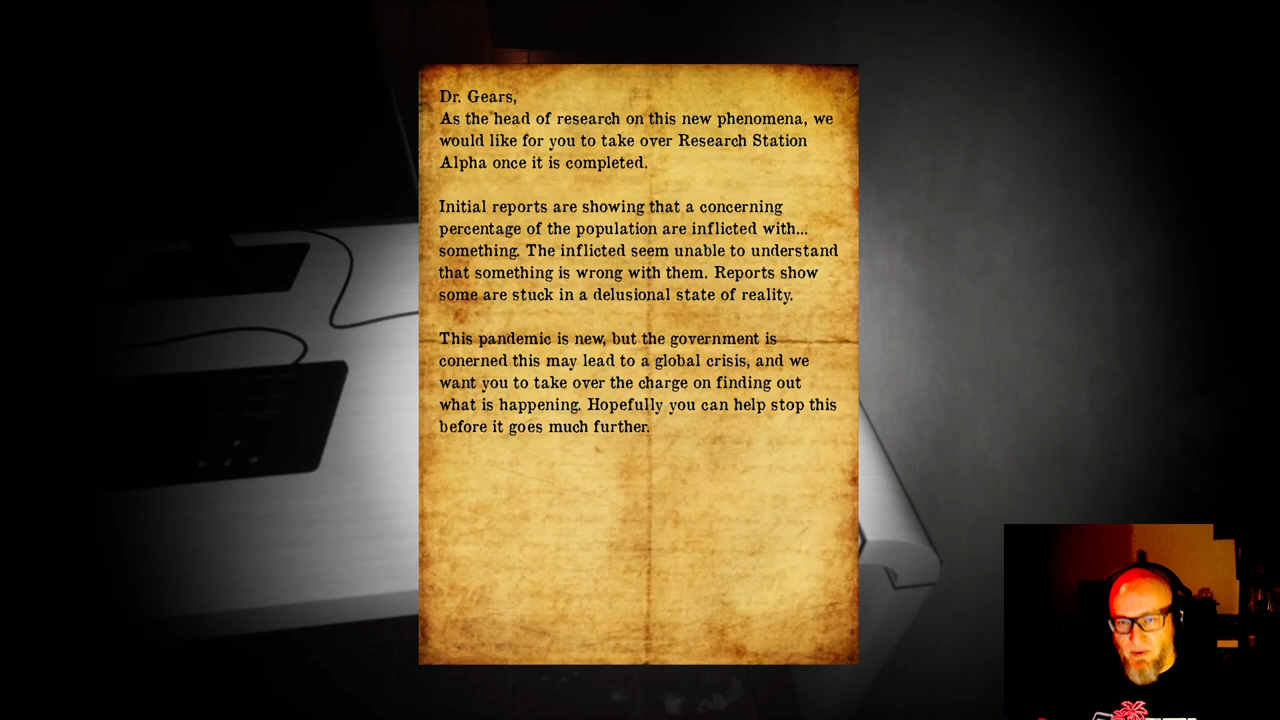 Dr. Gears,
As the head of research on this new phenomena, we
would like for you to take over Research Station
Alpha once it is completed.
Initial reports are showing that a concerning
percentage of the population are inflicted with...
something. The inflicted seem unable to understand
that something is wrong with them. Reports show
some are stuck in a delusional state of reality.
This pandemic is new, but the government is
conerned this may lead to a global crisis, and we
want you to take over the charge on finding out
what is happening. Hopefully you can help stop this
before it goes much further.